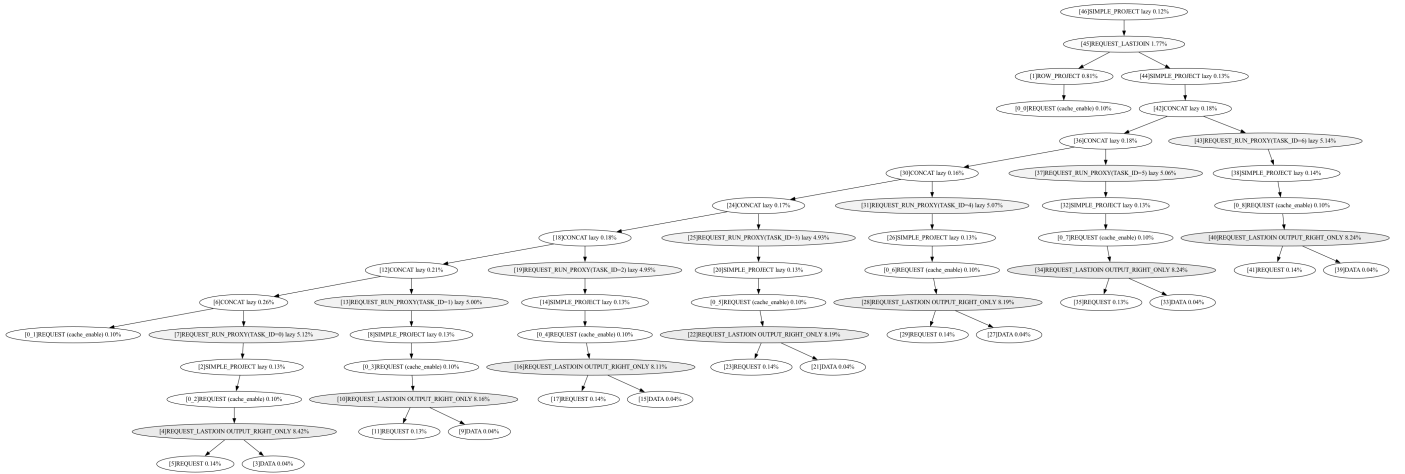 [46]SIMPLE_PROJECT lazy 0.12%
[45]REQUEST_LASTJOIN 1.77%
[1]ROW_PROJECT 0.81%
[44]SIMPLE_PROJECT lazy 0.13%
[0_0]REQUEST (cache_enable) 0.10%
[42]CONCAT lazy 0.18%
[36]CONCAT lazy 0.18%
[43]REQUEST_RUN_PROXY(TASK_ID=6) lazy 5.14%
[30]CONCAT lazy 0.16%
[37]REQUEST_RUN_PROXY(TASK_ID=5) lazy 5.06%
[38]SIMPLE_PROJECT lazy 0.14%
[24]CONCAT lazy 0.17%
[31]REQUEST_RUN_PROXY(TASK_ID=4) lazy 5.07%
[32]SIMPLE_PROJECT lazy 0.13%
[0_8]REQUEST (cache_enable) 0.10%
[18]CONCAT lazy 0.18%
[25]REQUEST_RUN_PROXY(TASK_ID=3) lazy 4.93%
[26]SIMPLE_PROJECT lazy 0.13%
[0_7]REQUEST (cache_enable) 0.10%
[40]REQUEST_LASTJOIN OUTPUT_RIGHT_ONLY 8.24%
[12]CONCAT lazy 0.21%
[19]REQUEST_RUN_PROXY(TASK_ID=2) lazy 4.95%
[20]SIMPLE_PROJECT lazy 0.13%
[0_6]REQUEST (cache_enable) 0.10%
[34]REQUEST_LASTJOIN OUTPUT_RIGHT_ONLY 8.24%
[41]REQUEST 0.14%
[39]DATA 0.04%
[6]CONCAT lazy 0.26%
[13]REQUEST_RUN_PROXY(TASK_ID=1) lazy 5.00%
[14]SIMPLE_PROJECT lazy 0.13%
[0_5]REQUEST (cache_enable) 0.10%
[28]REQUEST_LASTJOIN OUTPUT_RIGHT_ONLY 8.19%
[35]REQUEST 0.13%
[33]DATA 0.04%
[0_1]REQUEST (cache_enable) 0.10%
[7]REQUEST_RUN_PROXY(TASK_ID=0) lazy 5.12%
[8]SIMPLE_PROJECT lazy 0.13%
[0_4]REQUEST (cache_enable) 0.10%
[22]REQUEST_LASTJOIN OUTPUT_RIGHT_ONLY 8.19%
[29]REQUEST 0.14%
[27]DATA 0.04%
[2]SIMPLE_PROJECT lazy 0.13%
[0_3]REQUEST (cache_enable) 0.10%
[16]REQUEST_LASTJOIN OUTPUT_RIGHT_ONLY 8.11%
[23]REQUEST 0.14%
[21]DATA 0.04%
[0_2]REQUEST (cache_enable) 0.10%
[10]REQUEST_LASTJOIN OUTPUT_RIGHT_ONLY 8.16%
[17]REQUEST 0.14%
[15]DATA 0.04%
[4]REQUEST_LASTJOIN OUTPUT_RIGHT_ONLY 8.42%
[11]REQUEST 0.13%
[9]DATA 0.04%
[5]REQUEST 0.14%
[3]DATA 0.04%